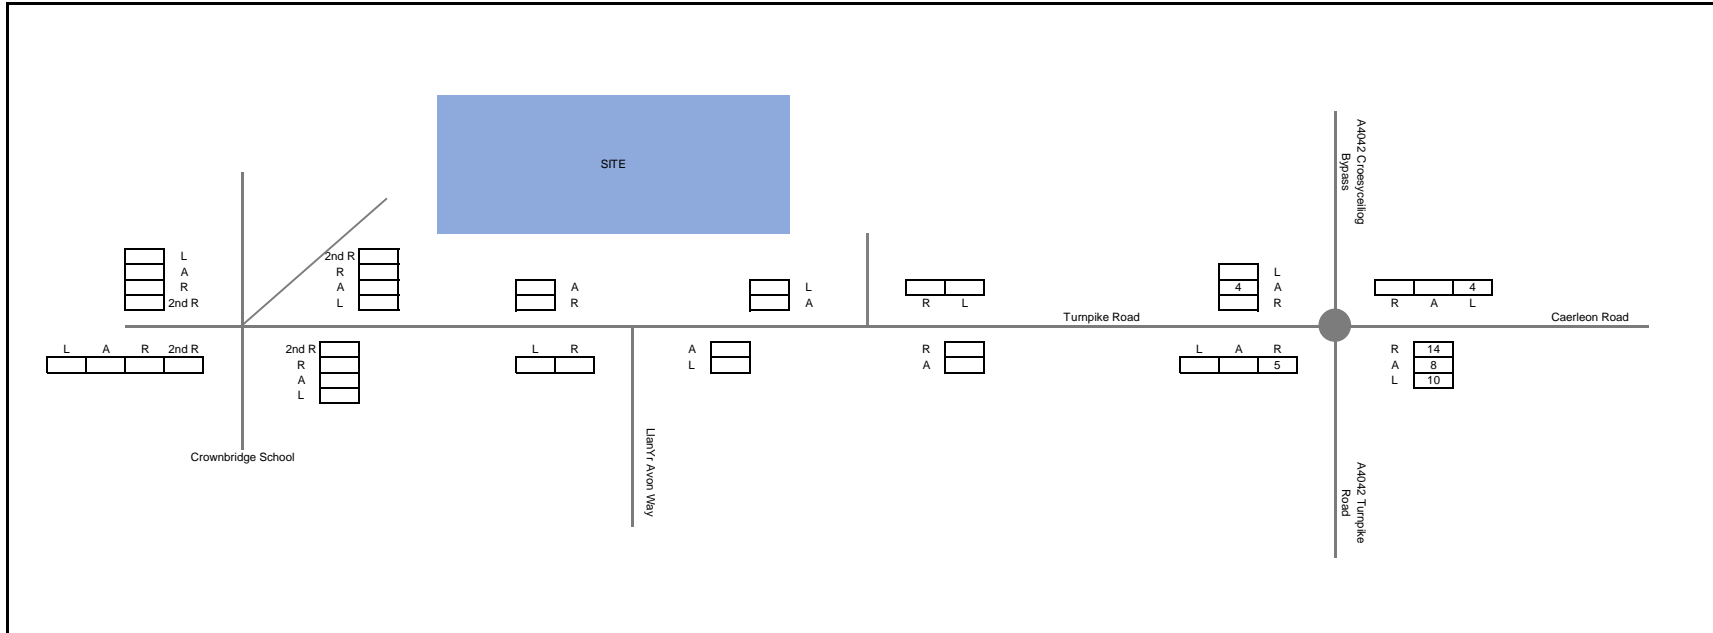 A4042 Croesyceiliog
Bypass
SITE
L
A
R
2nd R
2nd R
R
A
L
A
R
L
A
R L
L
4 A
R
4
R A L
Turnpike Road
Caerleon Road
L A R 2nd R
2nd R
R
A
L
L R
A
L
R
A
L A R
5
R 14
A 8
L 10
Crownbridge School
LlanYr Avon Way
A4042 Turnpike
Road